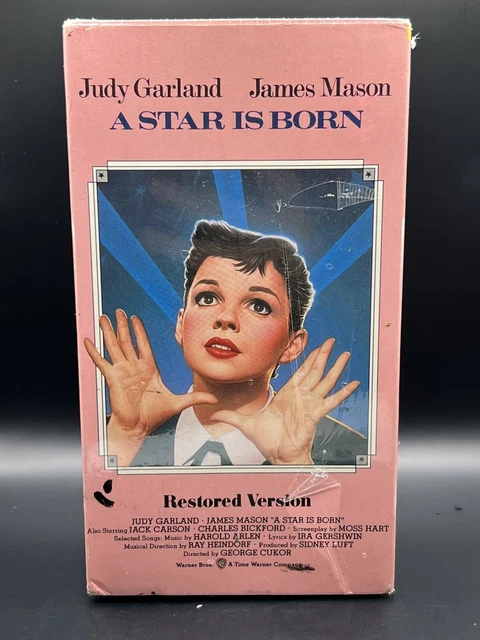 Judy Garland James Mason
A STAR IS BORN
Restored Version
JUDY GARLAND · JAMES MASON "A STAR IS BORN"
Also Starring JACK CARSON · CHARLES BICKFORD · Screenplay by MOSS HART
Selected Songs: Music by HAROLD ARLEN · Lyrics by IRA GERSHWIN
Musical Direction by RAY HEINDORF · Produced by SIDNEY LUFT
Directed by GEORGE CUKOR
Warner Bros. A Time Warner Company